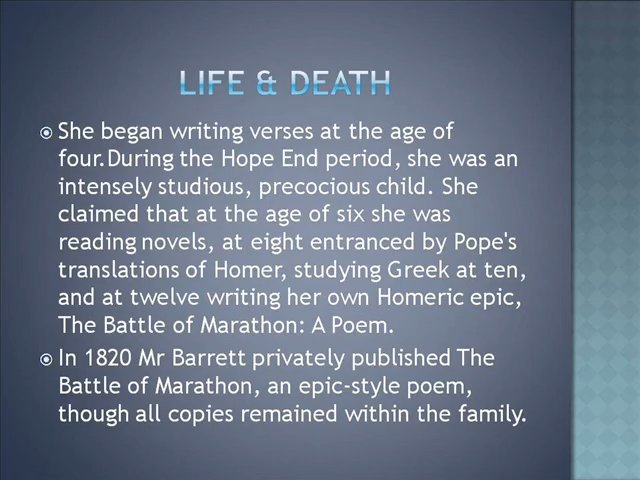 LIFE & DEATH
She began writing verses at the age of
four.During the Hope End period, she was an
intensely studious, precocious child. She
claimed that at the age of six she was
reading novels, at eight entranced by Pope's
translations of Homer, studying Greek at ten,
and at twelve writing her own Homeric epic,
The Battle of Marathon: A Poem.
In 1820 Mr Barrett privately published The
Battle of Marathon, an epic-style poem,
though all copies remained within the family.